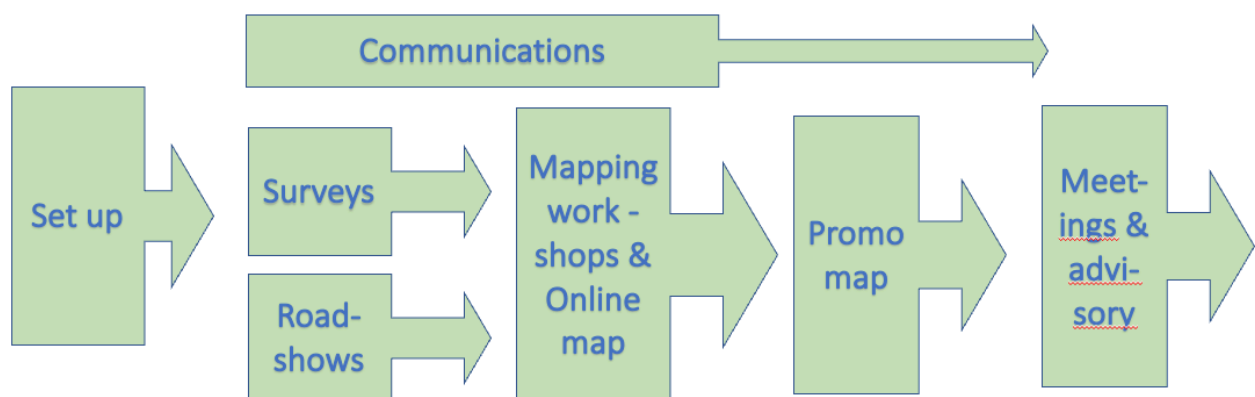 Communications
Set up
Surveys
Road-
shows
Mapping
work -
shops &
Online
map
Promo
map
Meet-
ings &
advi-
sory